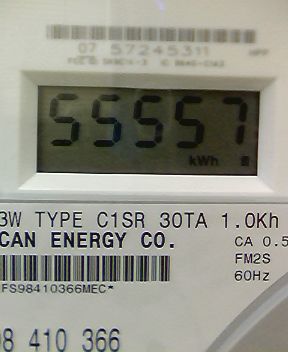 07 57245311
55557
kWh
3W TYPE C1SR 30TA 1.0Kh
CAN ENERGY CO.
CA 0.5
FM2S
60Hz
FS98410366MEC*
98 410 366